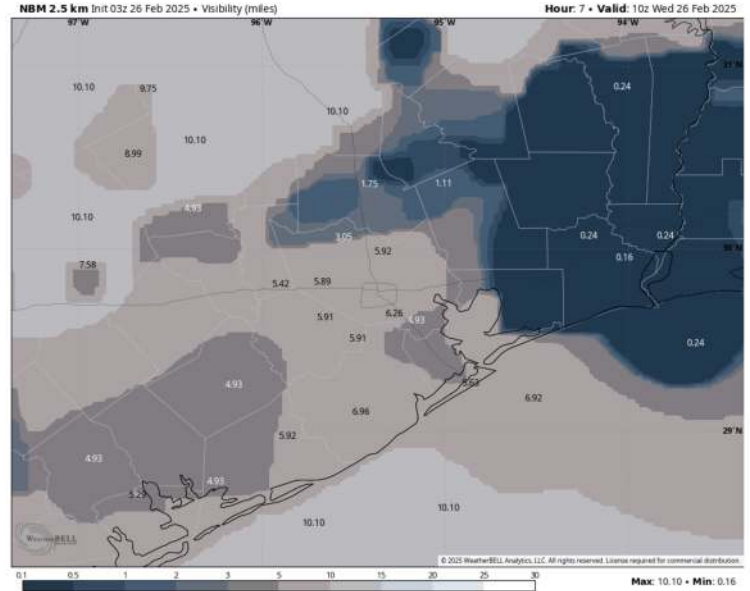 NBM 2.5 km Init 03z 26 Feb 2025 • Visibility (miles) Hour: 7 • Valid: 10z Wed 26 Feb 2025
97°W 96°W 95°W 94°W
31°N
10.10 9.75 0.24
10.10
10.10
8.99
1.75 1.11
4.93
10.10
3.05 0.24 0.24
5.92 30°N
0.16
7.58
5.42 5.89
5.91 6.26 4.93
5.91 0.24
4.93 5.63
6.92
6.96
5.92 29°N
4.93
4.93
5.29
10.10
10.10
WeatherBELL
© 2025 WeatherBELL Analytics, LLC. All rights reserved. License required for commercial distribution.
0.1 0.5 1 2 3 5 10 15 20 25 30
Max: 10.10 • Min: 0.16